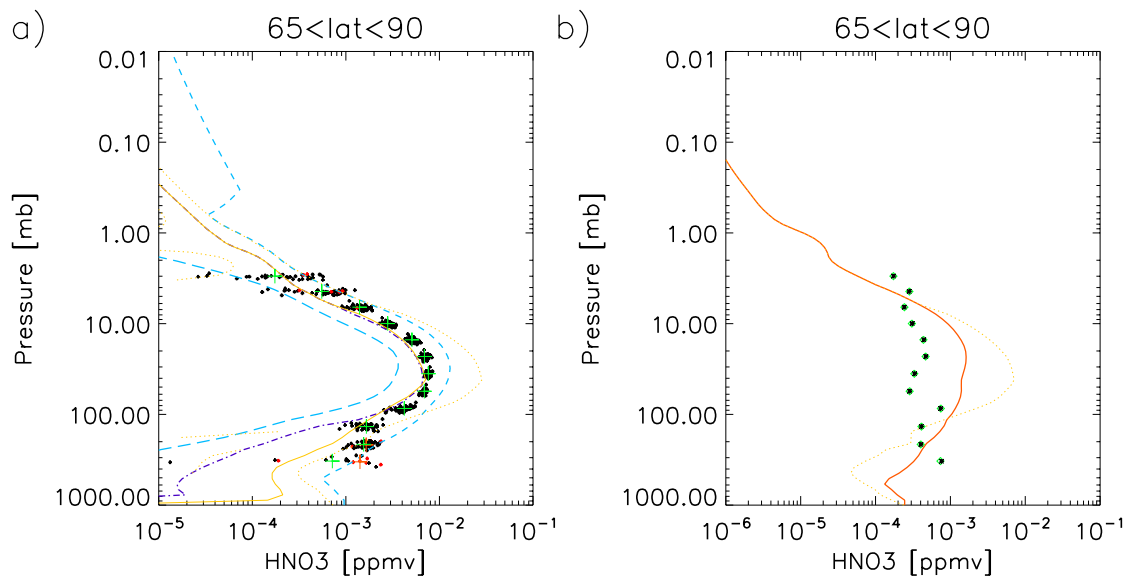 a)
65<lat<90
0.01
0.10
1.00
10.00
100.00
1000.00
Pressure [mb]
10⁻⁵ 10⁻⁴ 10⁻³ 10⁻² 10⁻¹
HNO3 [ppmv]
b)
65<lat<90
0.01
0.10
1.00
10.00
100.00
1000.00
Pressure [mb]
10⁻⁶ 10⁻⁵ 10⁻⁴ 10⁻³ 10⁻² 10⁻¹
HNO3 [ppmv]